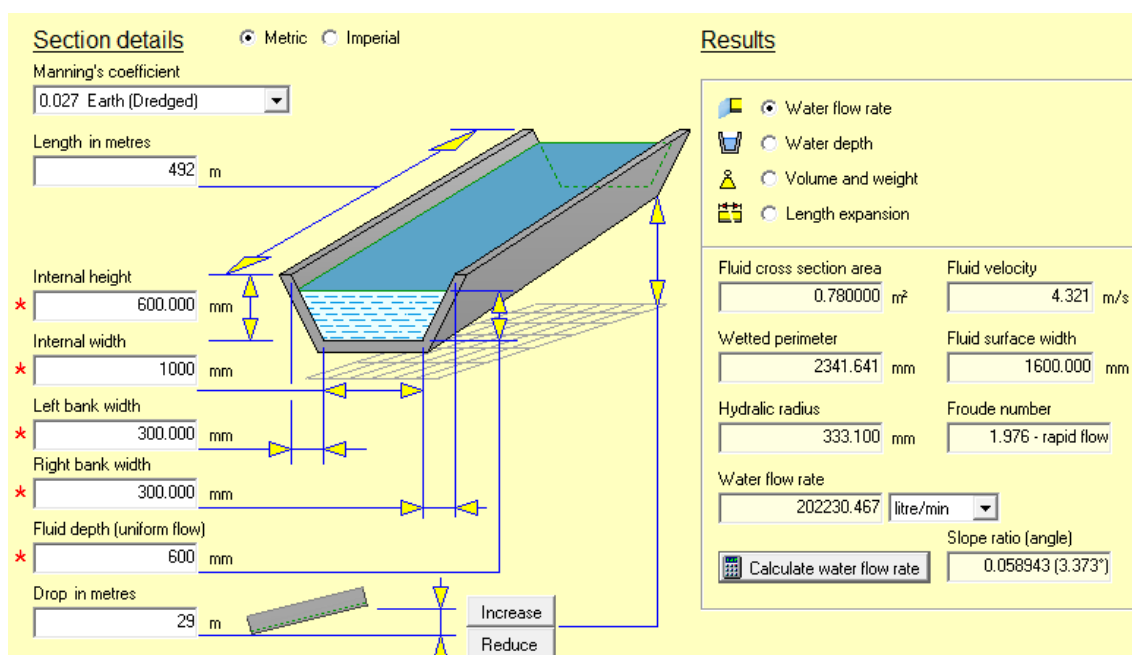 Section details
Metric
Imperial
Manning's coefficient
0.027 Earth (Dredged)
Length in metres
492 m
Internal height
* 600.000 mm
Internal width
* 1000 mm
Left bank width
* 300.000 mm
Right bank width
* 300.000 mm
Fluid depth (uniform flow)
* 600 mm
Drop in metres
29 m
Increase
Reduce
Results
Water flow rate
Water depth
Volume and weight
Length expansion
Fluid cross section area
0.780000 m²
Fluid velocity
4.321 m/s
Wetted perimeter
2341.641 mm
Fluid surface width
1600.000 mm
Hydralic radius
333.100 mm
Froude number
1.976 - rapid flow
Water flow rate
202230.467 litre/min
Calculate water flow rate
Slope ratio (angle)
0.058943 (3.373°)